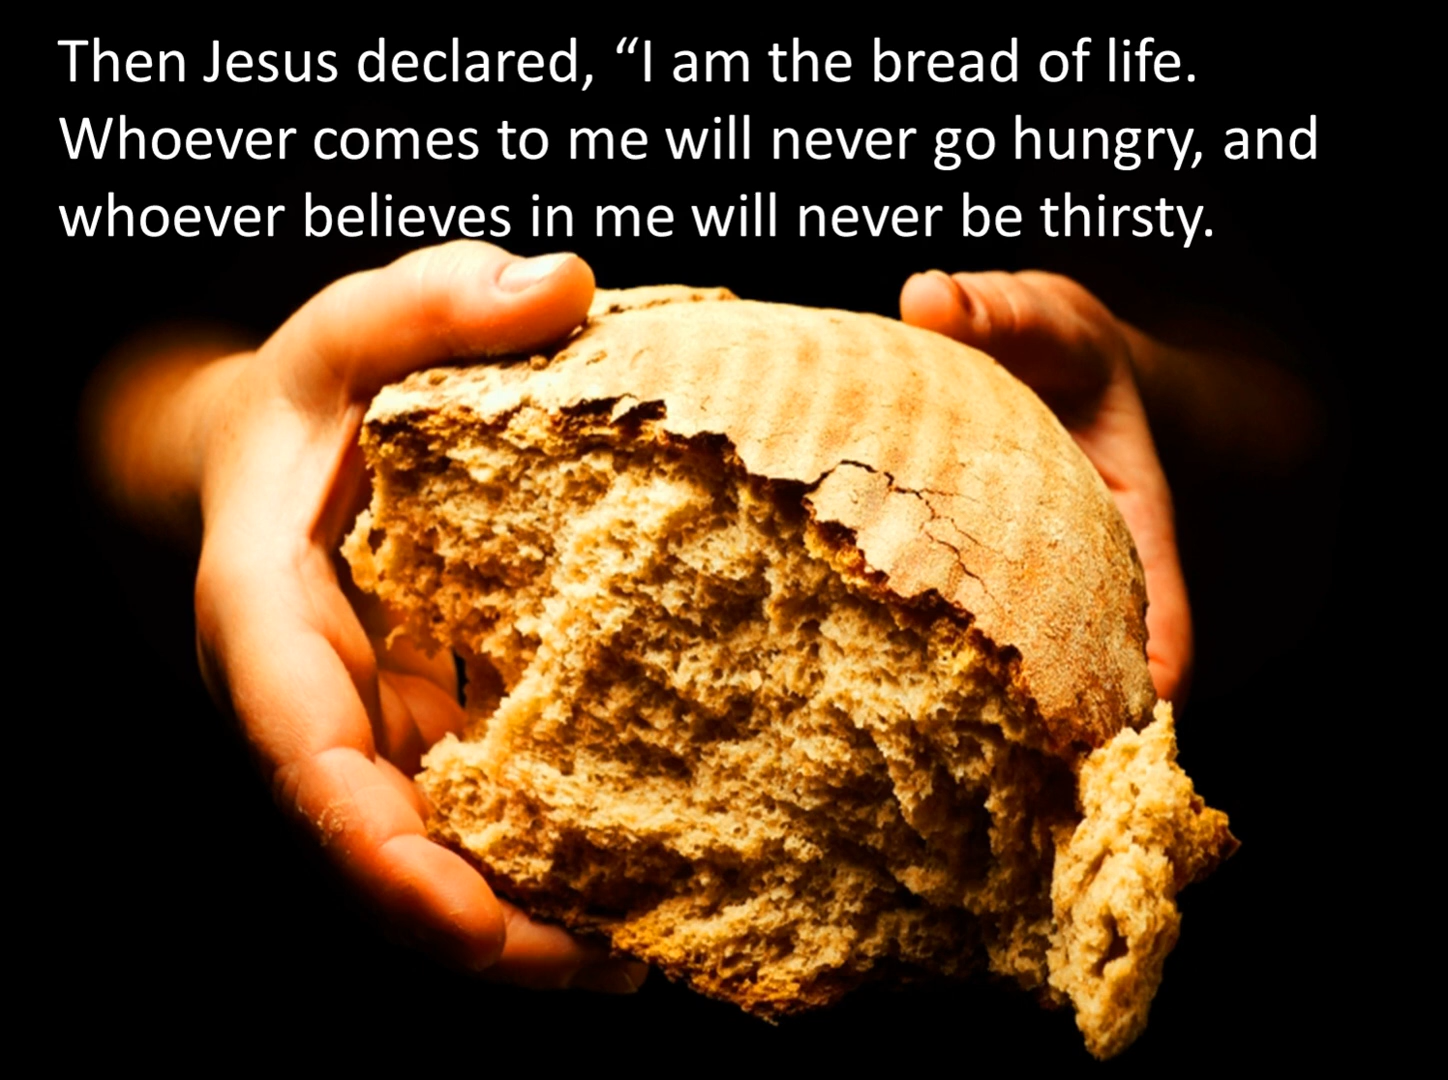 Then Jesus declared, “I am the bread of life.
Whoever comes to me will never go hungry, and
whoever believes in me will never be thirsty.